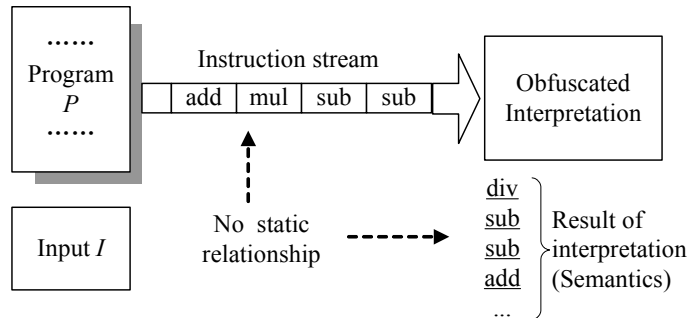 ……
Program
P
……
Instruction stream
add mul sub sub
Obfuscated
Interpretation
Input I
No static
relationship
div
sub
sub
add
...
Result of
interpretation
(Semantics)